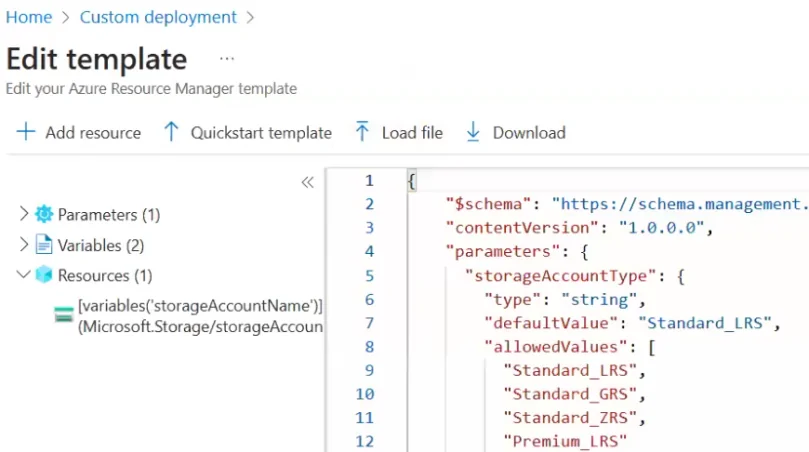 Home > Custom deployment >
Edit template ...
Edit your Azure Resource Manager template
+ Add resource ↑ Quickstart template ↑ Load file ↓ Download
«
> Parameters (1)
> Variables (2)
Resources (1)
[variables('storageAccountName')]
(Microsoft.Storage/storageAccoun
1 {
2 "$schema": "https://schema.management.
3 "contentVersion": "1.0.0.0",
4 "parameters": {
5 "storageAccountType": {
6 "type": "string",
7 "defaultValue": "Standard_LRS",
8 "allowedValues": [
9 "Standard_LRS",
10 "Standard_GRS",
11 "Standard_ZRS",
12 "Premium_LRS"